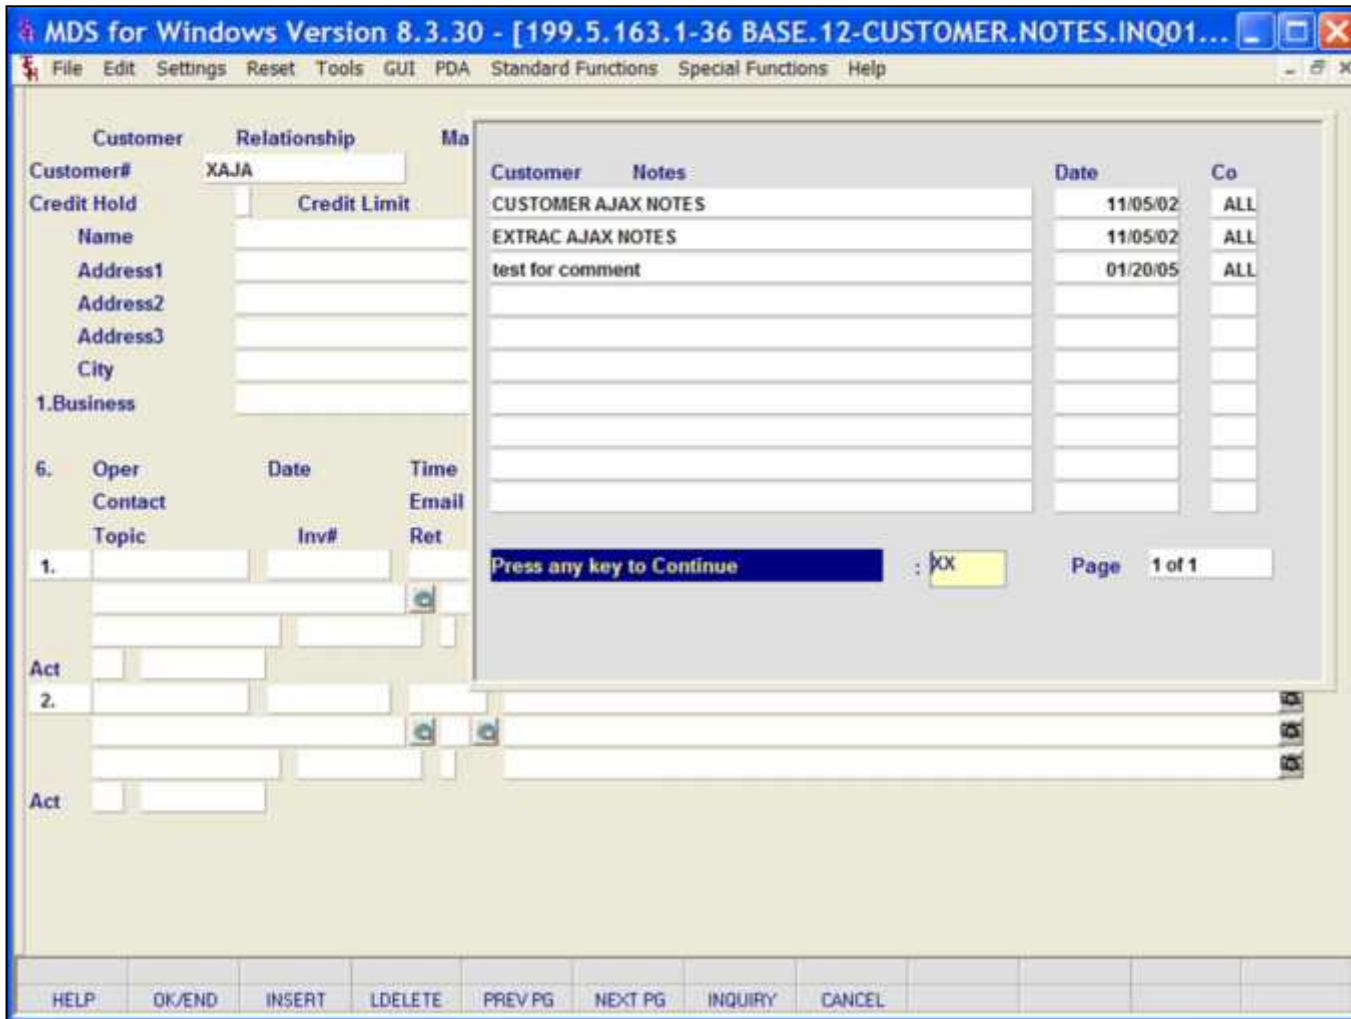 MDS for Windows Version 8.3.30 - [199.5.163.1-36 BASE.12-CUSTOMER.NOTES.INQ01...
File Edit Settings Reset Tools GUI PDA Standard Functions Special Functions Help
Customer Relationship Ma
Customer# XAJA
Credit Hold Credit Limit
Name
Address1
Address2
Address3
City
1.Business
6. Oper Date Time
Contact Email
Topic Inv# Ret
1.
Act
2.
Act
Customer Notes Date Co
CUSTOMER AJAX NOTES 11/05/02 ALL
EXTRAC AJAX NOTES 11/05/02 ALL
test for comment 01/20/05 ALL
Press any key to Continue : XX Page 1 of 1
HELP OK/END INSERT LDELETE PREV PG NEXT PG INQUIRY CANCEL